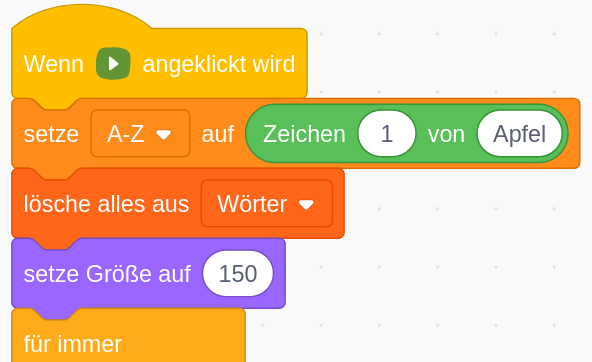 Wenn angeklickt wird
setze A-Z auf Zeichen 1 von Apfel
lösche alles aus Wörter
setze Größe auf 150
für immer